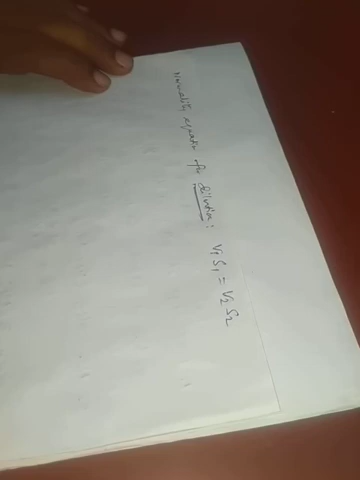 Normality equation for dilution: V₁S₁ = V₂S₂